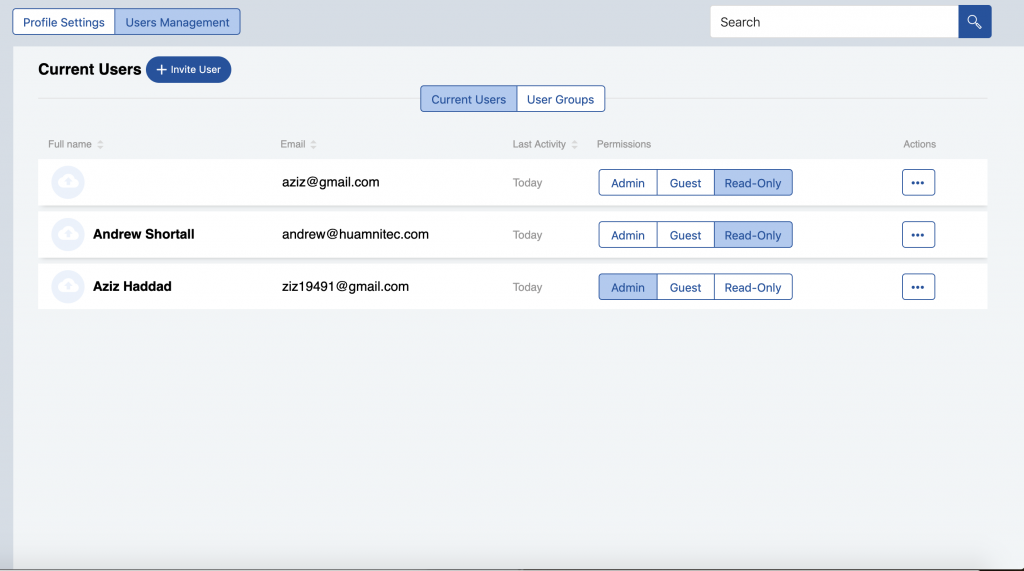 Profile Settings Users Management Search
Current Users + Invite User
Current Users User Groups
Full name Email Last Activity Permissions Actions
aziz@gmail.com Today Admin Guest Read-Only •••
Andrew Shortall andrew@huamnitec.com Today Admin Guest Read-Only •••
Aziz Haddad ziz19491@gmail.com Today Admin Guest Read-Only •••